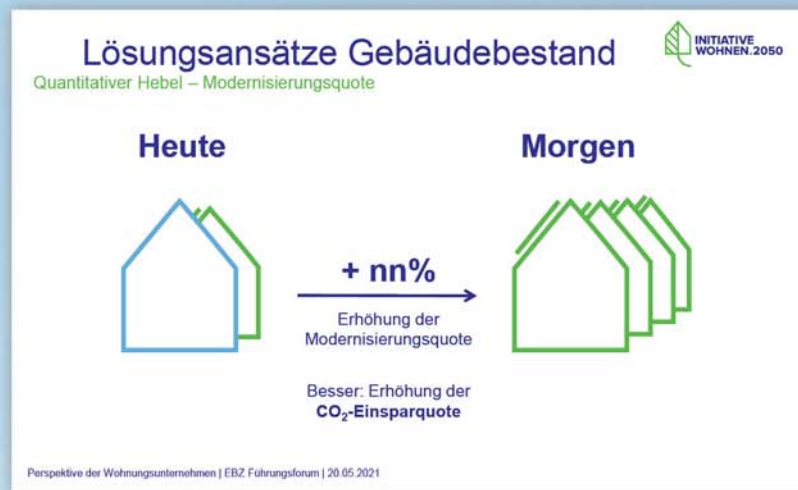 Lösungsansätze Gebäudebestand
INITIATIVE
WOHNEN.2050
Quantitativer Hebel – Modernisierungsquote
Heute
Morgen
+ nn%
Erhöhung der
Modernisierungsquote
Besser: Erhöhung der
CO₂-Einsparquote
Perspektive der Wohnungsunternehmen | EBZ Führungsforum | 20.05.2021